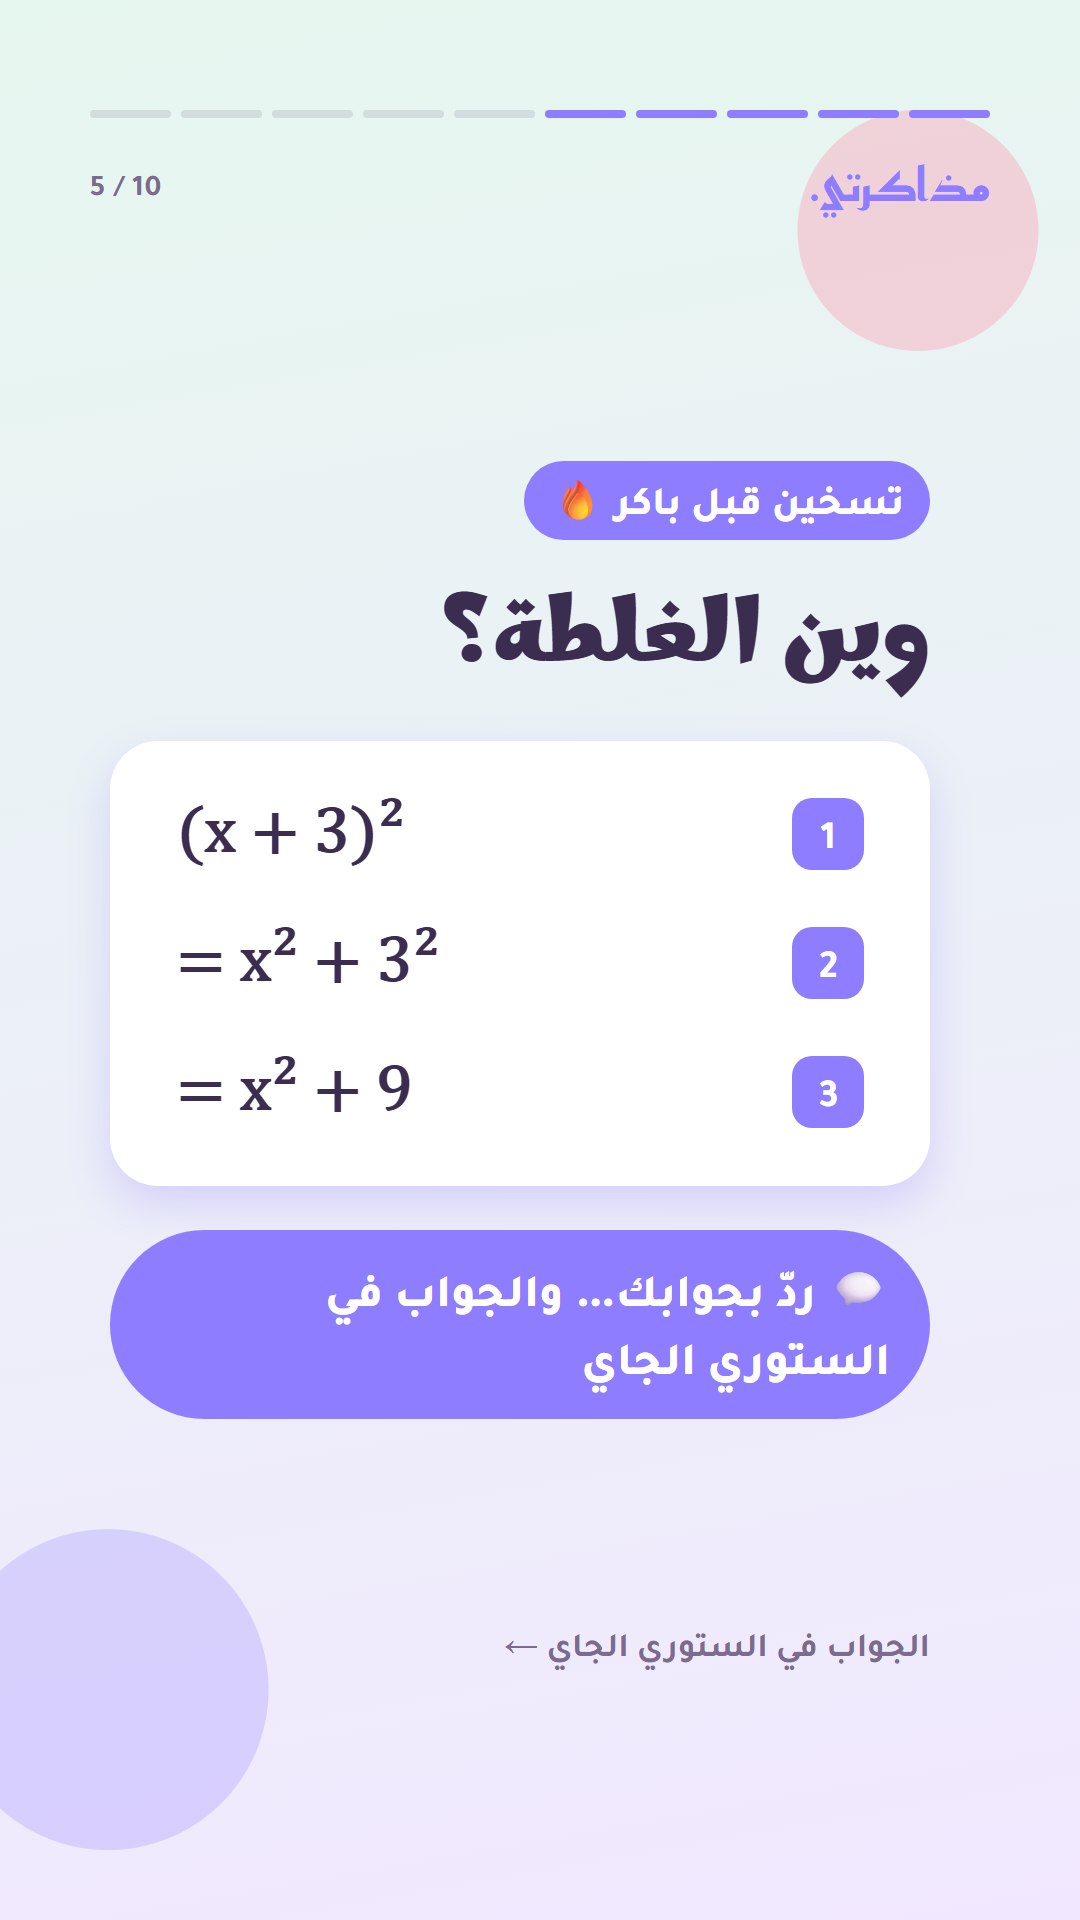 مذاكرتي.
5 / 10
تسخين قبل باكر 🔥
وين الغلطة؟
1 (x + 3)²
2 = x² + 3²
3 = x² + 9
💬 ردّ بجوابك... والجواب في
الستوري الجاي
الجواب في الستوري الجاي ←